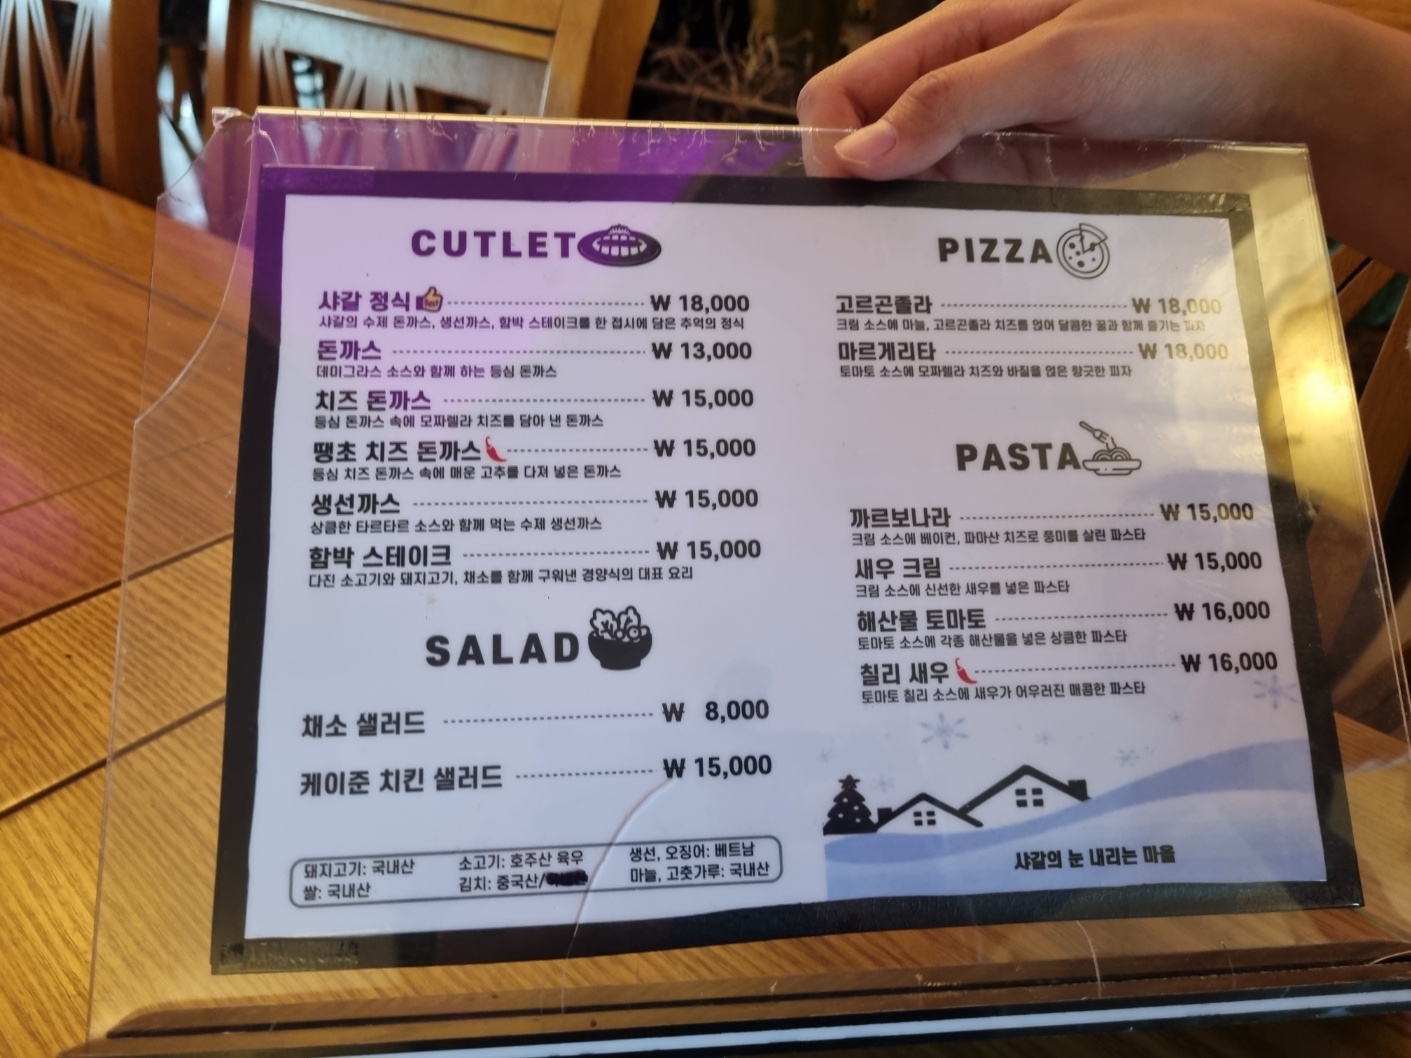 CUTLET
샤갈 정식 Best ₩ 18,000
샤갈의 수제 돈까스, 생선까스, 함박 스테이크를 한 접시에 담은 추억의 정식
돈까스 ₩ 13,000
데미그라스 소스와 함께 하는 등심 돈까스
치즈 돈까스 ₩ 15,000
등심 돈까스 속에 모짜렐라 치즈를 담아 낸 돈까스
땡초 치즈 돈까스 ₩ 15,000
등심 치즈 돈까스 속에 매운 고추를 다져 넣은 돈까스
생선까스 ₩ 15,000
상큼한 타르타르 소스와 함께 먹는 수제 생선까스
함박 스테이크 ₩ 15,000
다진 소고기와 돼지고기, 채소를 함께 구워낸 경양식의 대표 요리
SALAD
채소 샐러드 ₩ 8,000
케이준 치킨 샐러드 ₩ 15,000
돼지고기: 국내산 소고기: 호주산 육우 생선, 오징어: 베트남
쌀: 국내산 김치: 중국산/ 마늘, 고춧가루: 국내산
PIZZA
고르곤졸라 ₩ 18,000
크림 소스에 마늘, 고르곤졸라 치즈를 얹어 달콤한 꿀과 함께 즐기는 피자
마르게리타 ₩ 18,000
토마토 소스에 모짜렐라 치즈와 바질을 얹은 향긋한 피자
PASTA
까르보나라 ₩ 15,000
크림 소스에 베이컨, 파마산 치즈로 풍미를 살린 파스타
새우 크림 ₩ 15,000
크림 소스에 신선한 새우를 넣은 파스타
해산물 토마토 ₩ 16,000
토마토 소스에 각종 해산물을 넣은 상큼한 파스타
칠리 새우 ₩ 16,000
토마토 칠리 소스에 새우가 어우러진 매콤한 파스타
샤갈의 눈 내리는 마을